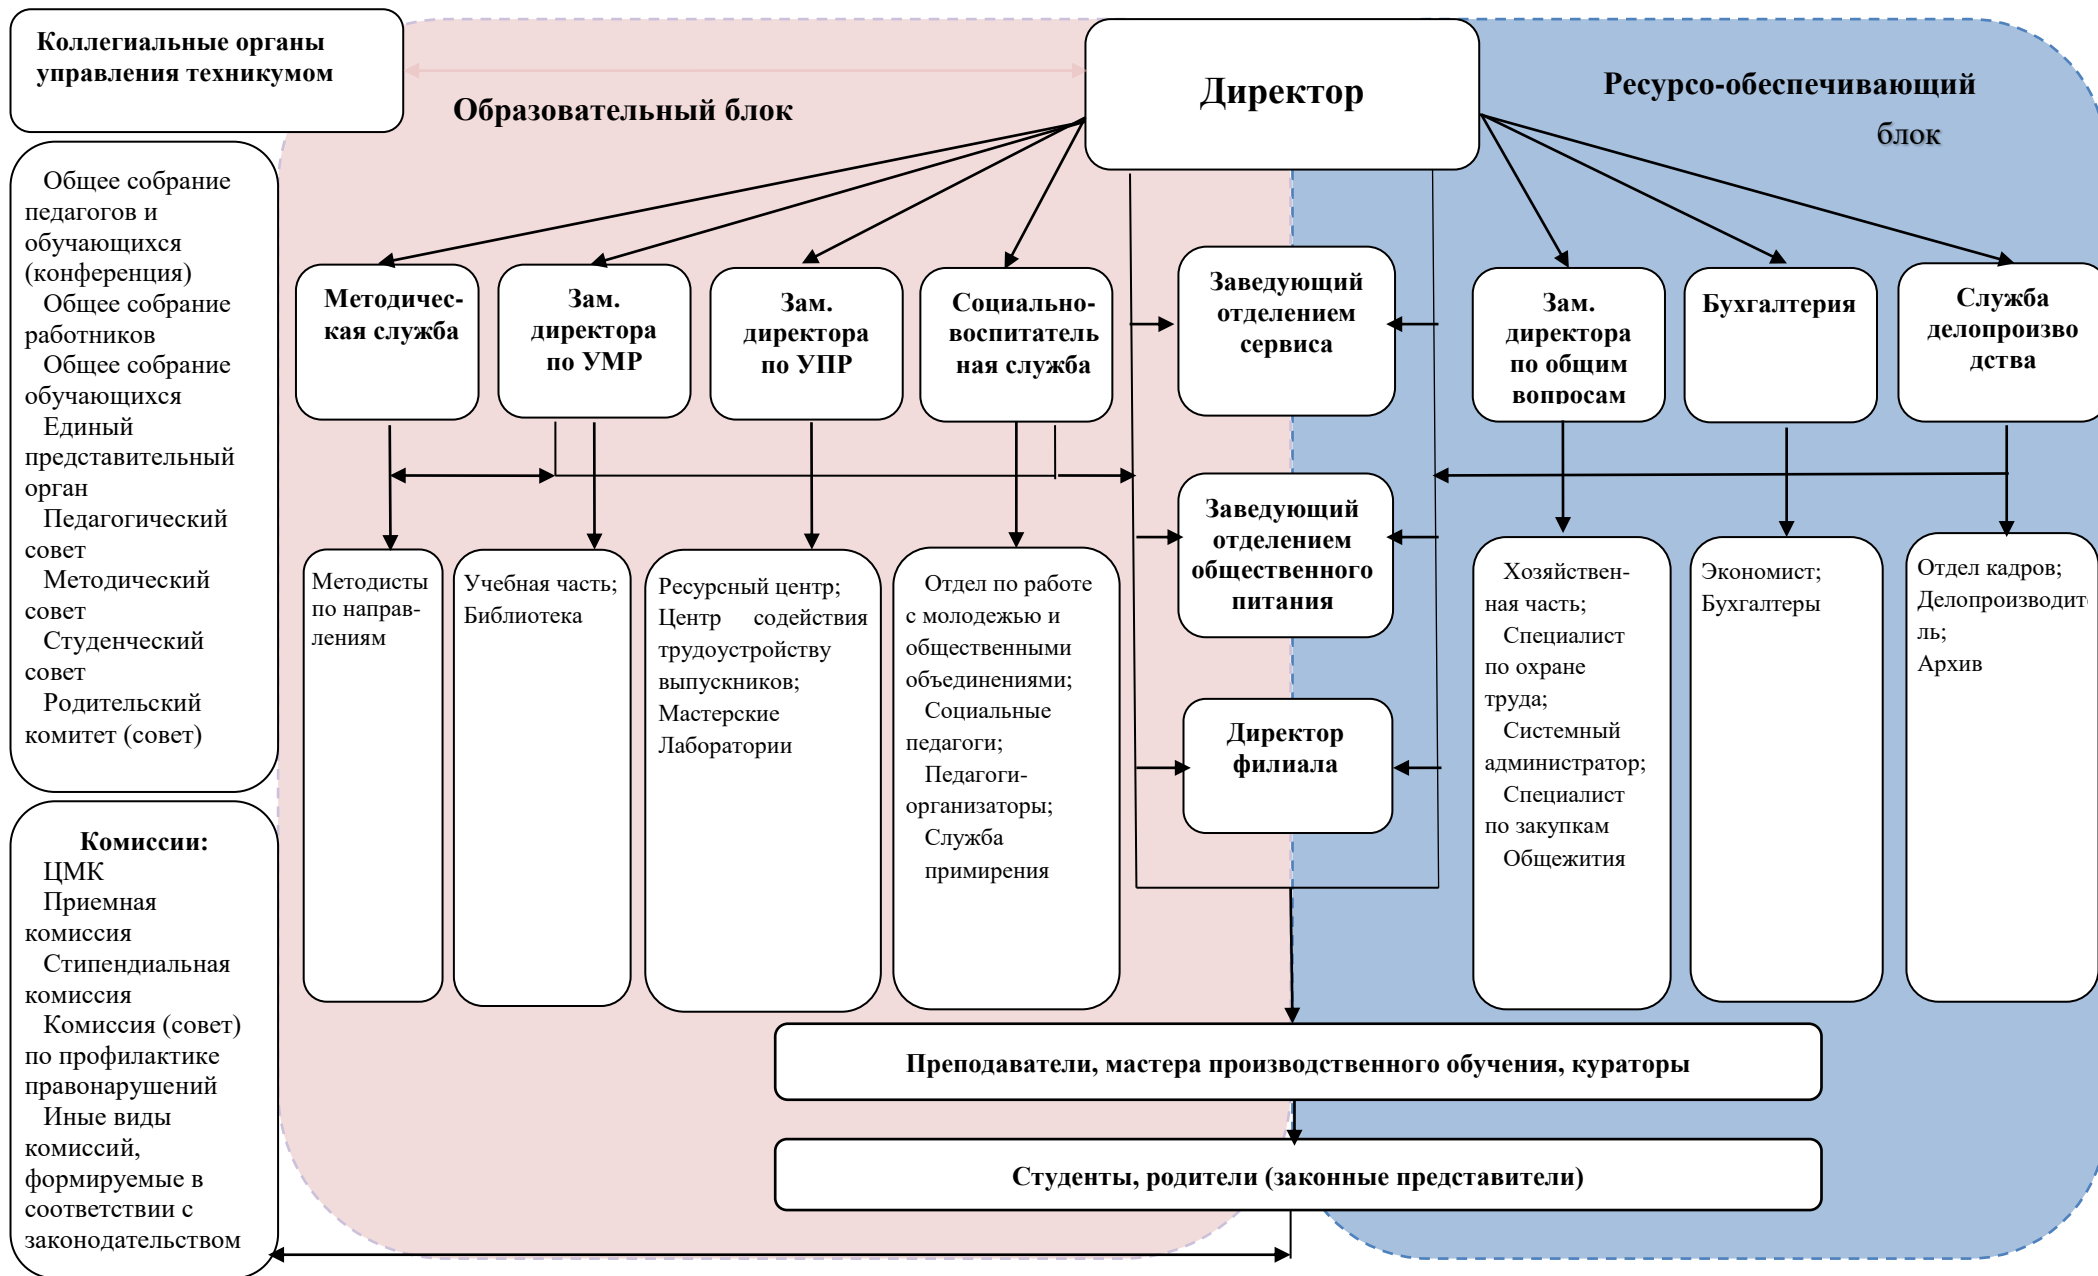 Коллегиальные органы
управления техникумом
Образовательный блок
Директор
Ресурсо-обеспечивающий
блок
Общее собрание
педагогов и
обучающихся
(конференция)
Общее собрание
работников
Общее собрание
обучающихся
Единый
представительный
орган
Педагогический
совет
Методический
совет
Студенческий
совет
Родительский
комитет (совет)
Комиссии:
ЦМК
Приемная
комиссия
Стипендиальная
комиссия
Комиссия (совет)
по профилактике
правонарушений
Иные виды
комиссий,
формируемые в
соответствии с
законодательством
Методичес-
кая служба
Зам.
директора
по УМР
Зам.
директора
по УПР
Социально-
воспитатель
ная служба
Заведующий
отделением
сервиса
Зам.
директора
по общим
вопросам
Бухгалтерия
Служба
делопроизво
дства
Заведующий
отделением
общественного
питания
Директор
филиала
Методисты
по направ-
лениям
Учебная часть;
Библиотека
Ресурсный центр;
Центр содействия
трудоустройству
выпускников;
Мастерские
Лаборатории
Отдел по работе
с молодежью и
общественными
объединениями;
Социальные
педагоги;
Педагоги-
организаторы;
Служба
примирения
Хозяйствен-
ная часть;
Специалист
по охране
труда;
Системный
администратор;
Специалист
по закупкам
Общежития
Экономист;
Бухгалтеры
Отдел кадров;
Делопроизводите
ль;
Архив
Преподаватели, мастера производственного обучения, кураторы
Студенты, родители (законные представители)